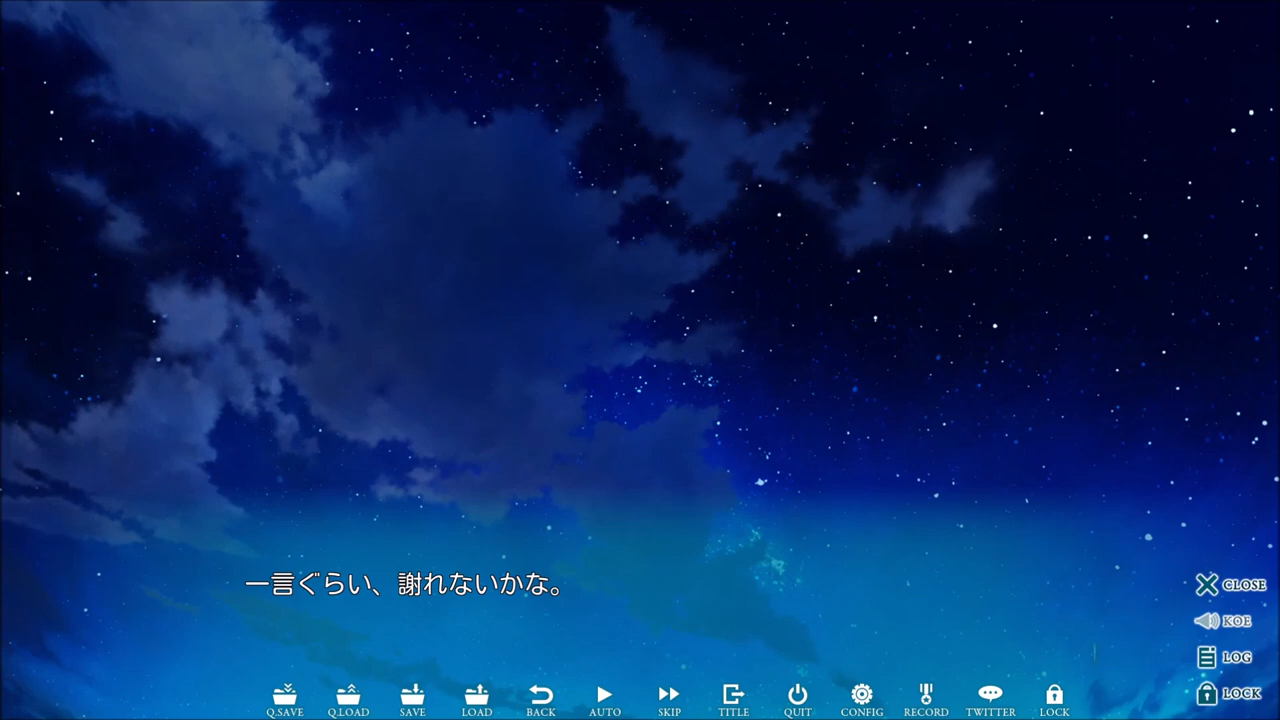 一言ぐらい、謝れないかな。
CLOSE
KOE
LOG
LOCK
Q.SAVE Q.LOAD SAVE LOAD BACK AUTO SKIP TITLE QUIT CONFIG RECORD TWITTER LOCK